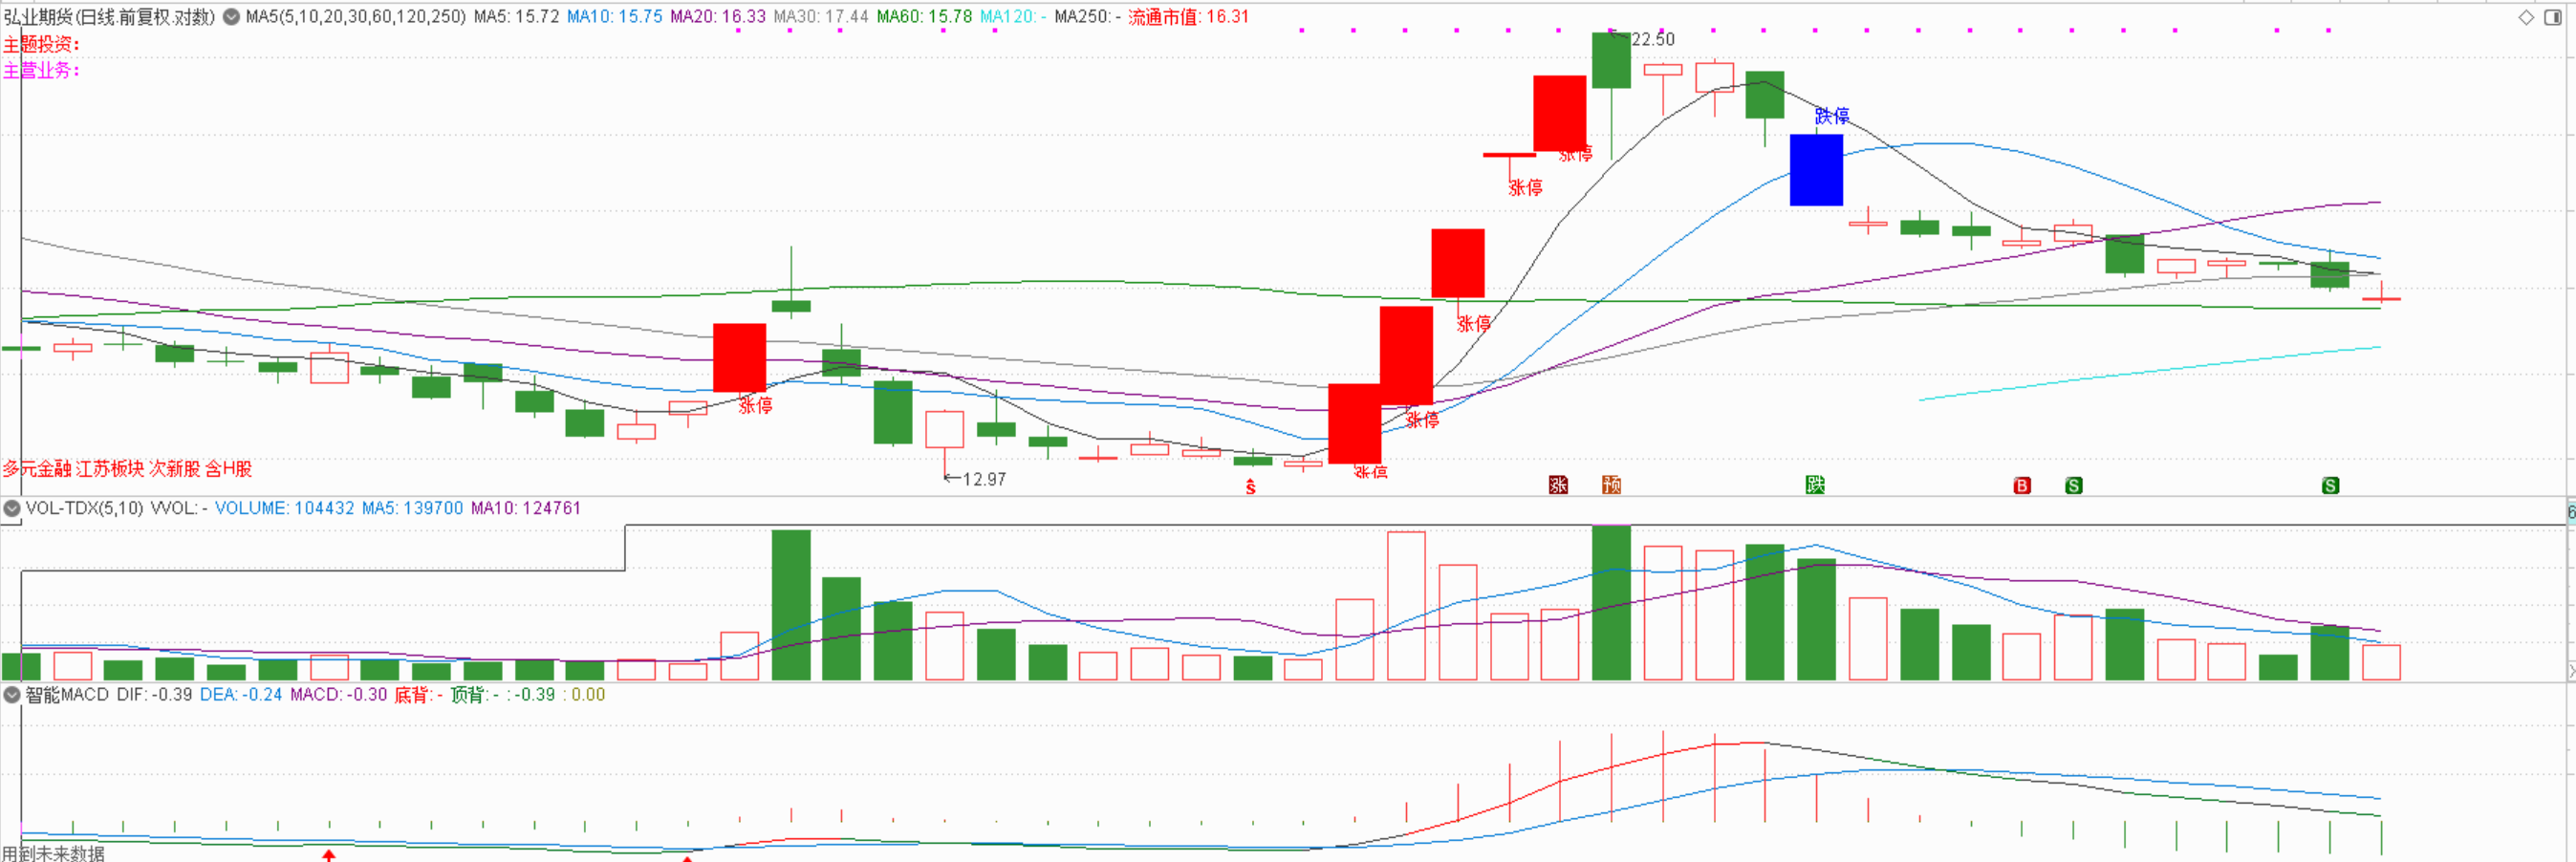 弘业期货(日线.前复权.对数) MA5(5,10,20,30,60,120,250) MA5: 15.72 MA10: 15.75 MA20: 16.33 MA30: 17.44 MA60: 15.78 MA120: - MA250: - 流通市值: 16.31
主题投资:
22.50
主营业务:
跌停
涨停
涨停
涨停
涨停
涨停
涨停
多元金融 江苏板块 次新股 含H股
←12.97
S 涨 预 跌 B S S
VOL-TDX(5,10) VVOL: - VOLUME: 104432 MA5: 139700 MA10: 124761
6
智能MACD DIF: -0.39 DEA: -0.24 MACD: -0.30 底背: - 顶背: - : -0.39 : 0.00
用到未来数据